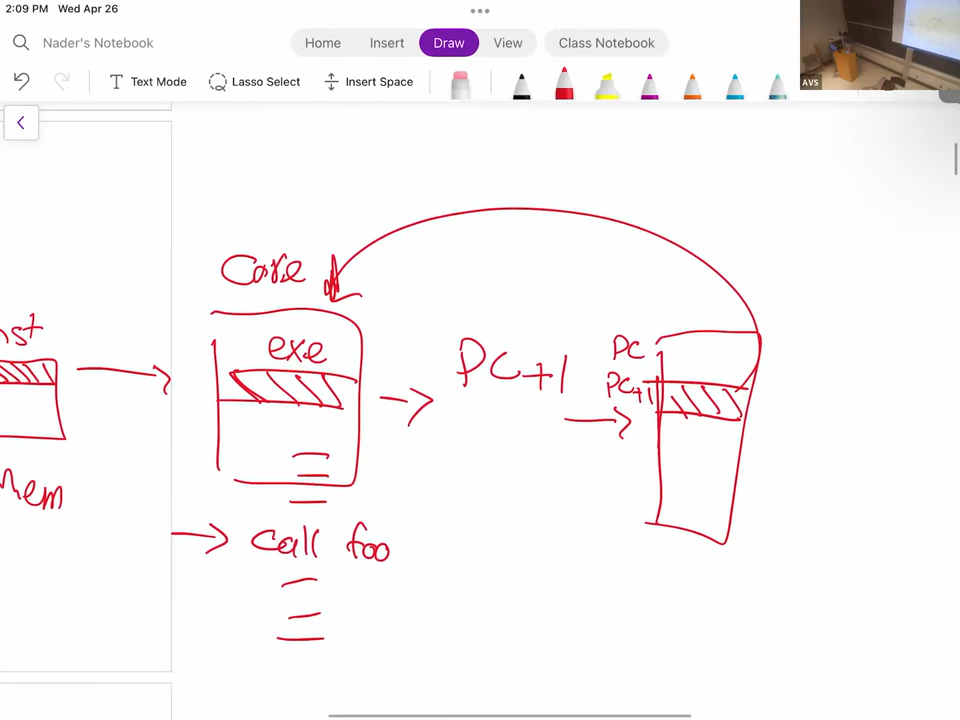 2:09 PM Wed Apr 26
Nader's Notebook
Home Insert Draw View Class Notebook
Text Mode Lasso Select Insert Space
AVS
Core
exe
PC+1
PC
PC+1
Mem
call foo